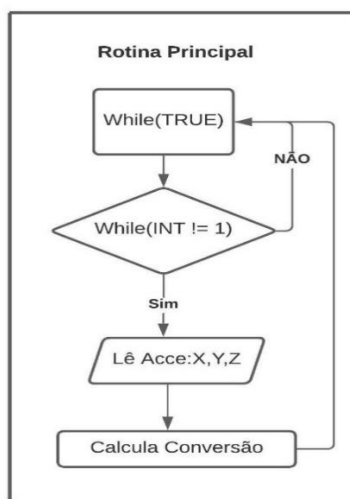 Rotina Principal
While(TRUE)
NÃO
While(INT != 1)
Sim
Lê Acce:X,Y,Z
Calcula Conversão